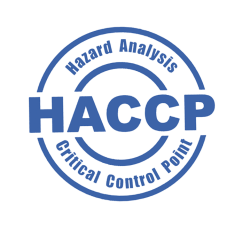 Hazard Analysis
HACCP
Critical Control Point